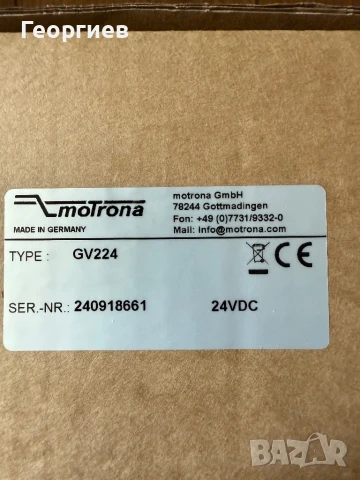 Георгиев
motrona
MADE IN GERMANY
motrona GmbH
78244 Gottmadingen
Fon: +49 (0)7731/9332-0
Mail: info@motrona.com
TYPE : GV224
CE
SER.-NR.: 240918661 24VDC
BAZAR